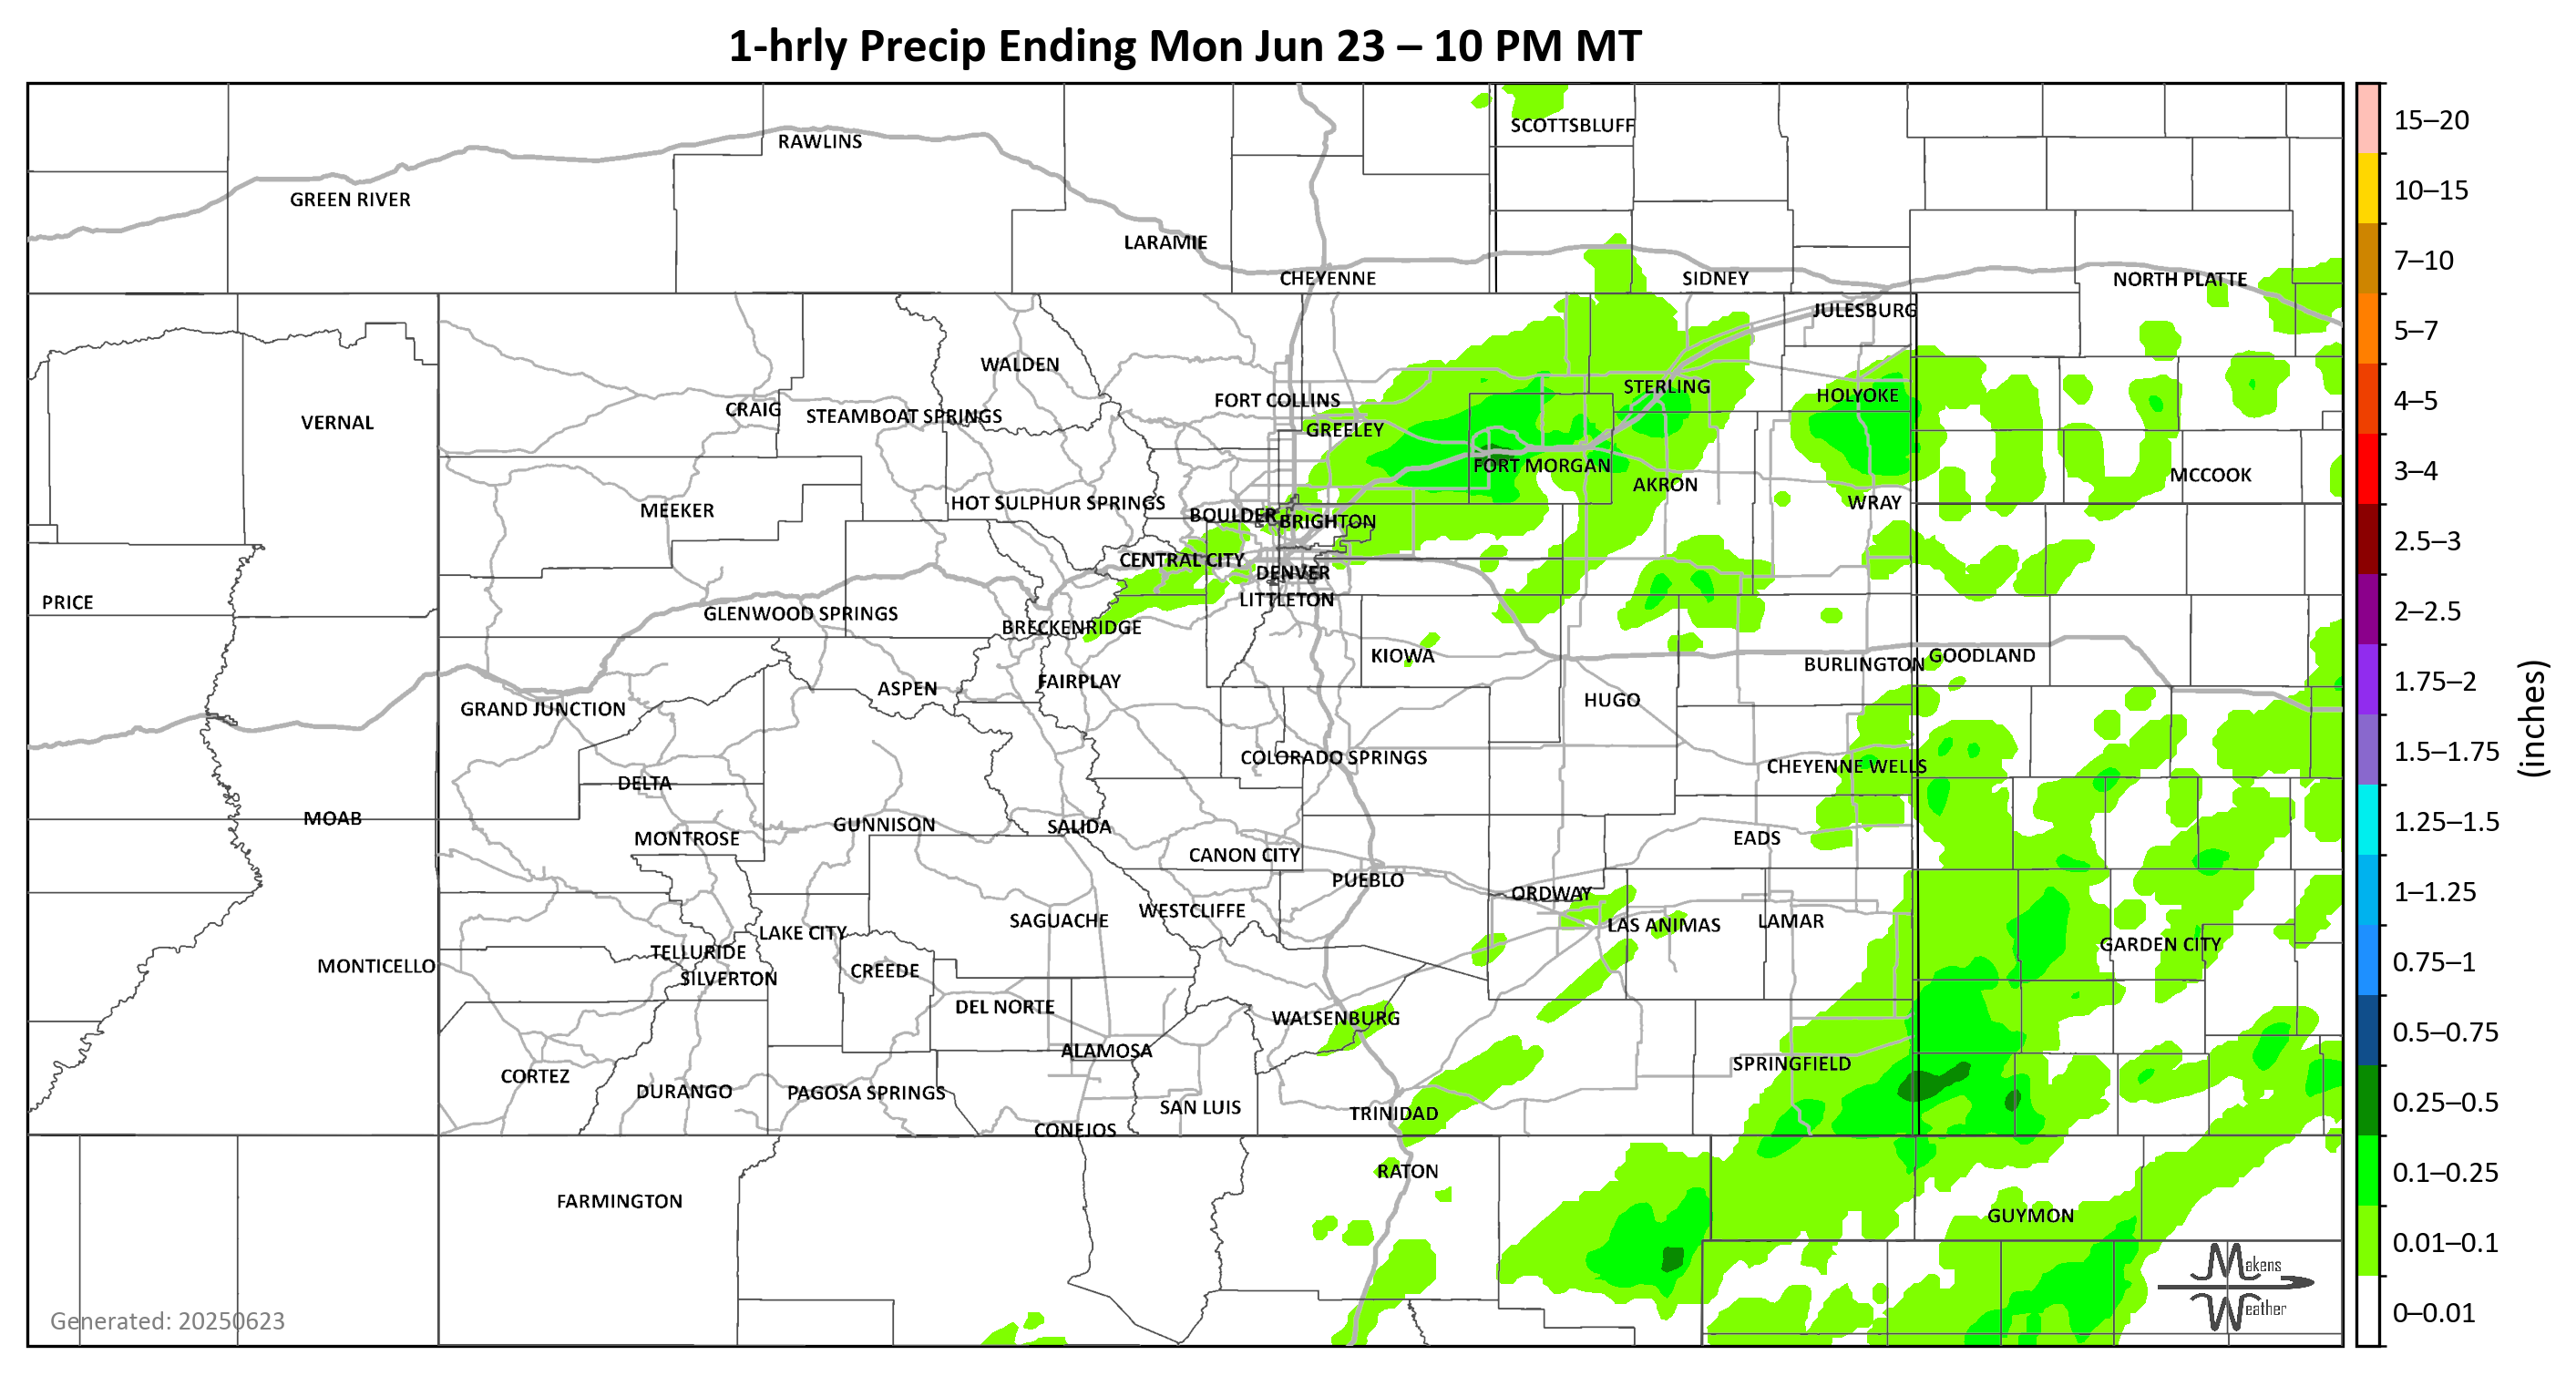 1-hrly Precip Ending Mon Jun 23 – 10 PM MT
15–20
SCOTTSBLUFF
RAWLINS
10–15
GREEN RIVER
LARAMIE
7–10
CHEYENNE
SIDNEY
NORTH PLATTE
JULESBURG
5–7
WALDEN
STERLING
HOLYOKE
4–5
FORT COLLINS
CRAIG
STEAMBOAT SPRINGS
VERNAL
GREELEY
FORT MORGAN
3–4
MCCOOK
AKRON
HOT SULPHUR SPRINGS
WRAY
MEEKER
BOULDER
BRIGHTON
2.5–3
CENTRAL CITY
DENVER
PRICE
LITTLETON
2–2.5
GLENWOOD SPRINGS
BRECKENRIDGE
KIOWA
GOODLAND
BURLINGTON
FAIRPLAY
1.75–2
ASPEN
HUGO
GRAND JUNCTION
(inches)
1.5–1.75
COLORADO SPRINGS
CHEYENNE WELLS
DELTA
MOAB
1.25–1.5
GUNNISON
SALIDA
MONTROSE
EADS
CANON CITY
PUEBLO
1–1.25
ORDWAY
WESTCLIFFE
SAGUACHE
LAS ANIMAS
LAMAR
LAKE CITY
GARDEN CITY
TELLURIDE
0.75–1
MONTICELLO
CREEDE
SILVERTON
DEL NORTE
WALSENBURG
0.5–0.75
ALAMOSA
SPRINGFIELD
CORTEZ
DURANGO
PAGOSA SPRINGS
0.25–0.5
SAN LUIS
TRINIDAD
CONEJOS
RATON
0.1–0.25
FARMINGTON
GUYMON
0.01–0.1
Makens
Weather
0–0.01
Generated: 20250623